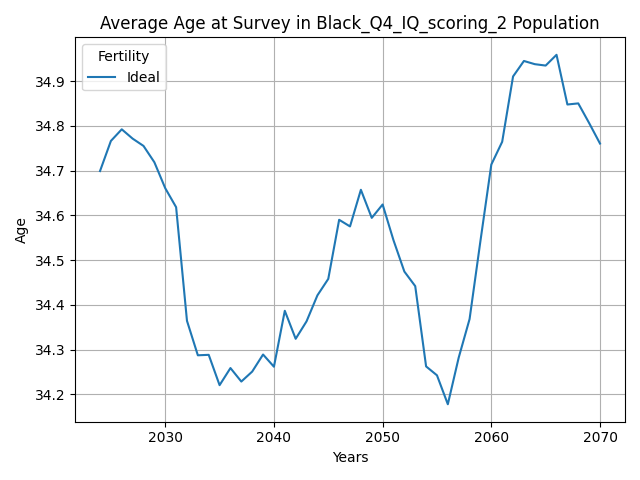 Average Age at Survey in Black_Q4_IQ_scoring_2 Population
Fertility
Ideal
34.9
34.8
34.7
34.6
34.5
34.4
34.3
34.2
Age
2030 2040 2050 2060 2070
Years